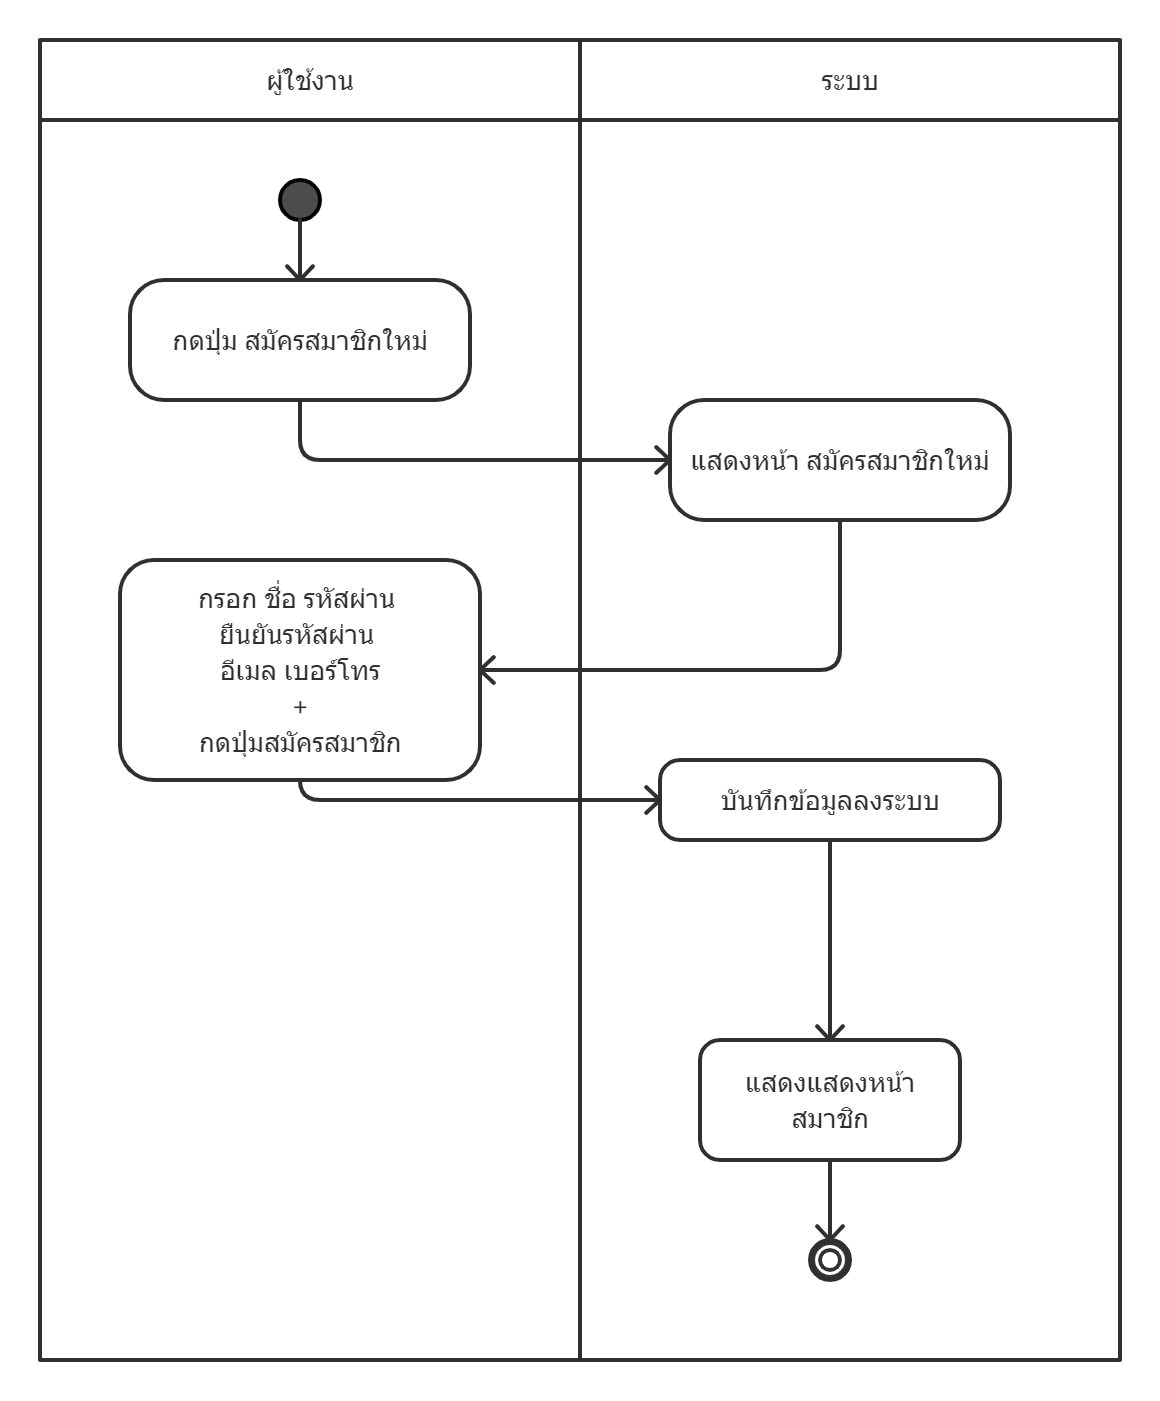 ผู้ใช้งาน
ระบบ
กดปุ่ม สมัครสมาชิกใหม่
แสดงหน้า สมัครสมาชิกใหม่
กรอก ชื่อ รหัสผ่าน
ยืนยันรหัสผ่าน
อีเมล เบอร์โทร
+
กดปุ่มสมัครสมาชิก
บันทึกข้อมูลลงระบบ
แสดงแสดงหน้า
สมาชิก